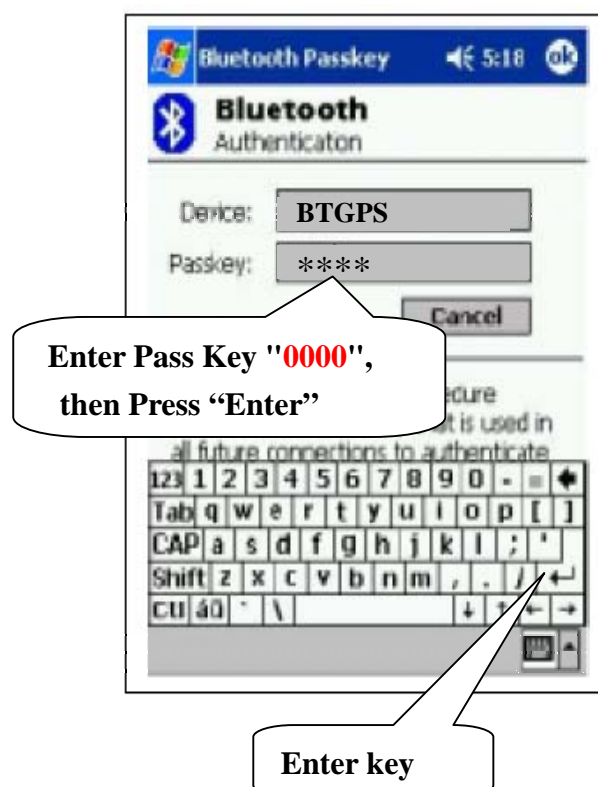 Bluetooth Passkey 5:18 ok
Bluetooth
Authenticaton
Device: BTGPS
Passkey: ****
Cancel
Enter Pass Key "0000",
then Press “Enter”
ecure
t is used in
all future connections to authenticate
123 1 2 3 4 5 6 7 8 9 0 - =
Tab q w e r t y u i o p [ ]
CAP a s d f g h j k l ; '
Shift z x c v b n m , . /
Ctl áü ` \ ↓ ↑ ← →
Enter key